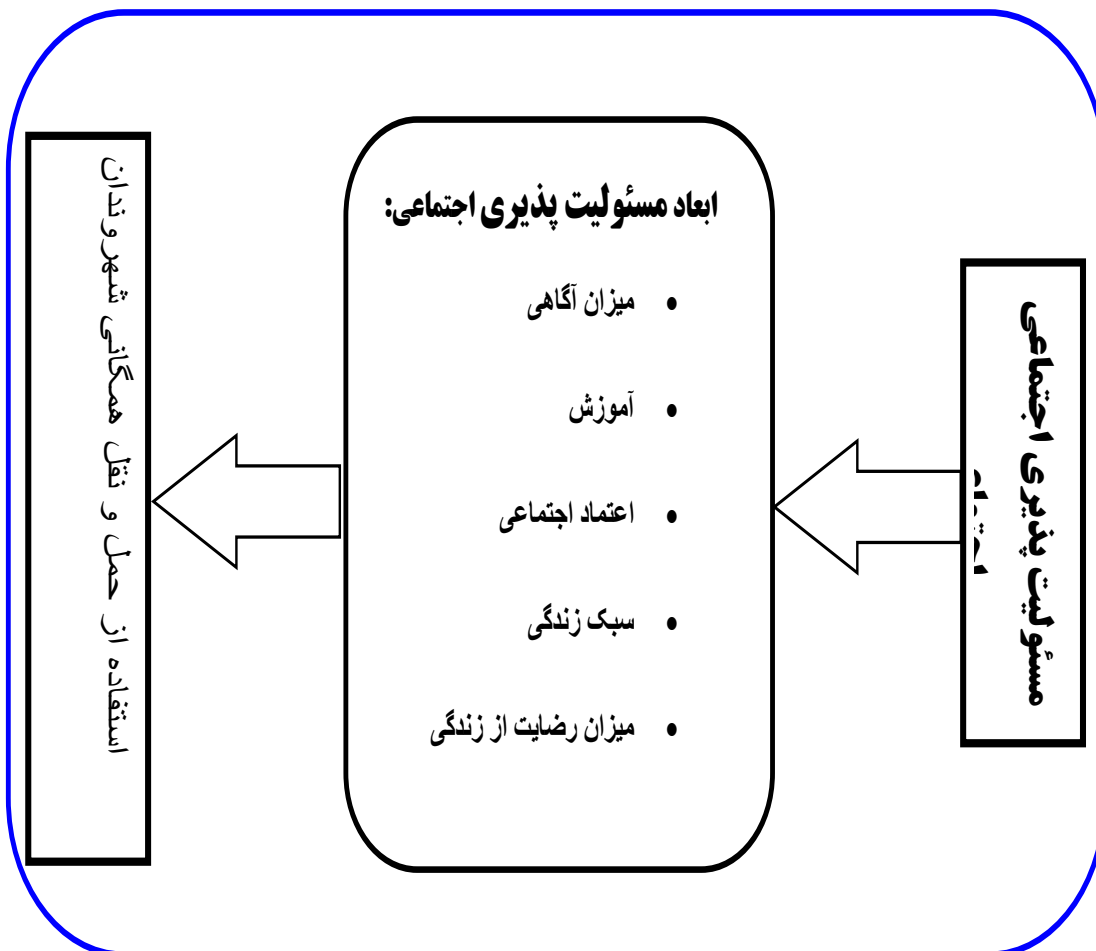 مسئولیت پذیری اجتماعی
ابعاد مسئولیت پذیری اجتماعی:
• میزان آگاهی
• آموزش
• اعتماد اجتماعی
• سبک زندگی
• میزان رضایت از زندگی
استفاده از حمل و نقل همگانی شهروندان